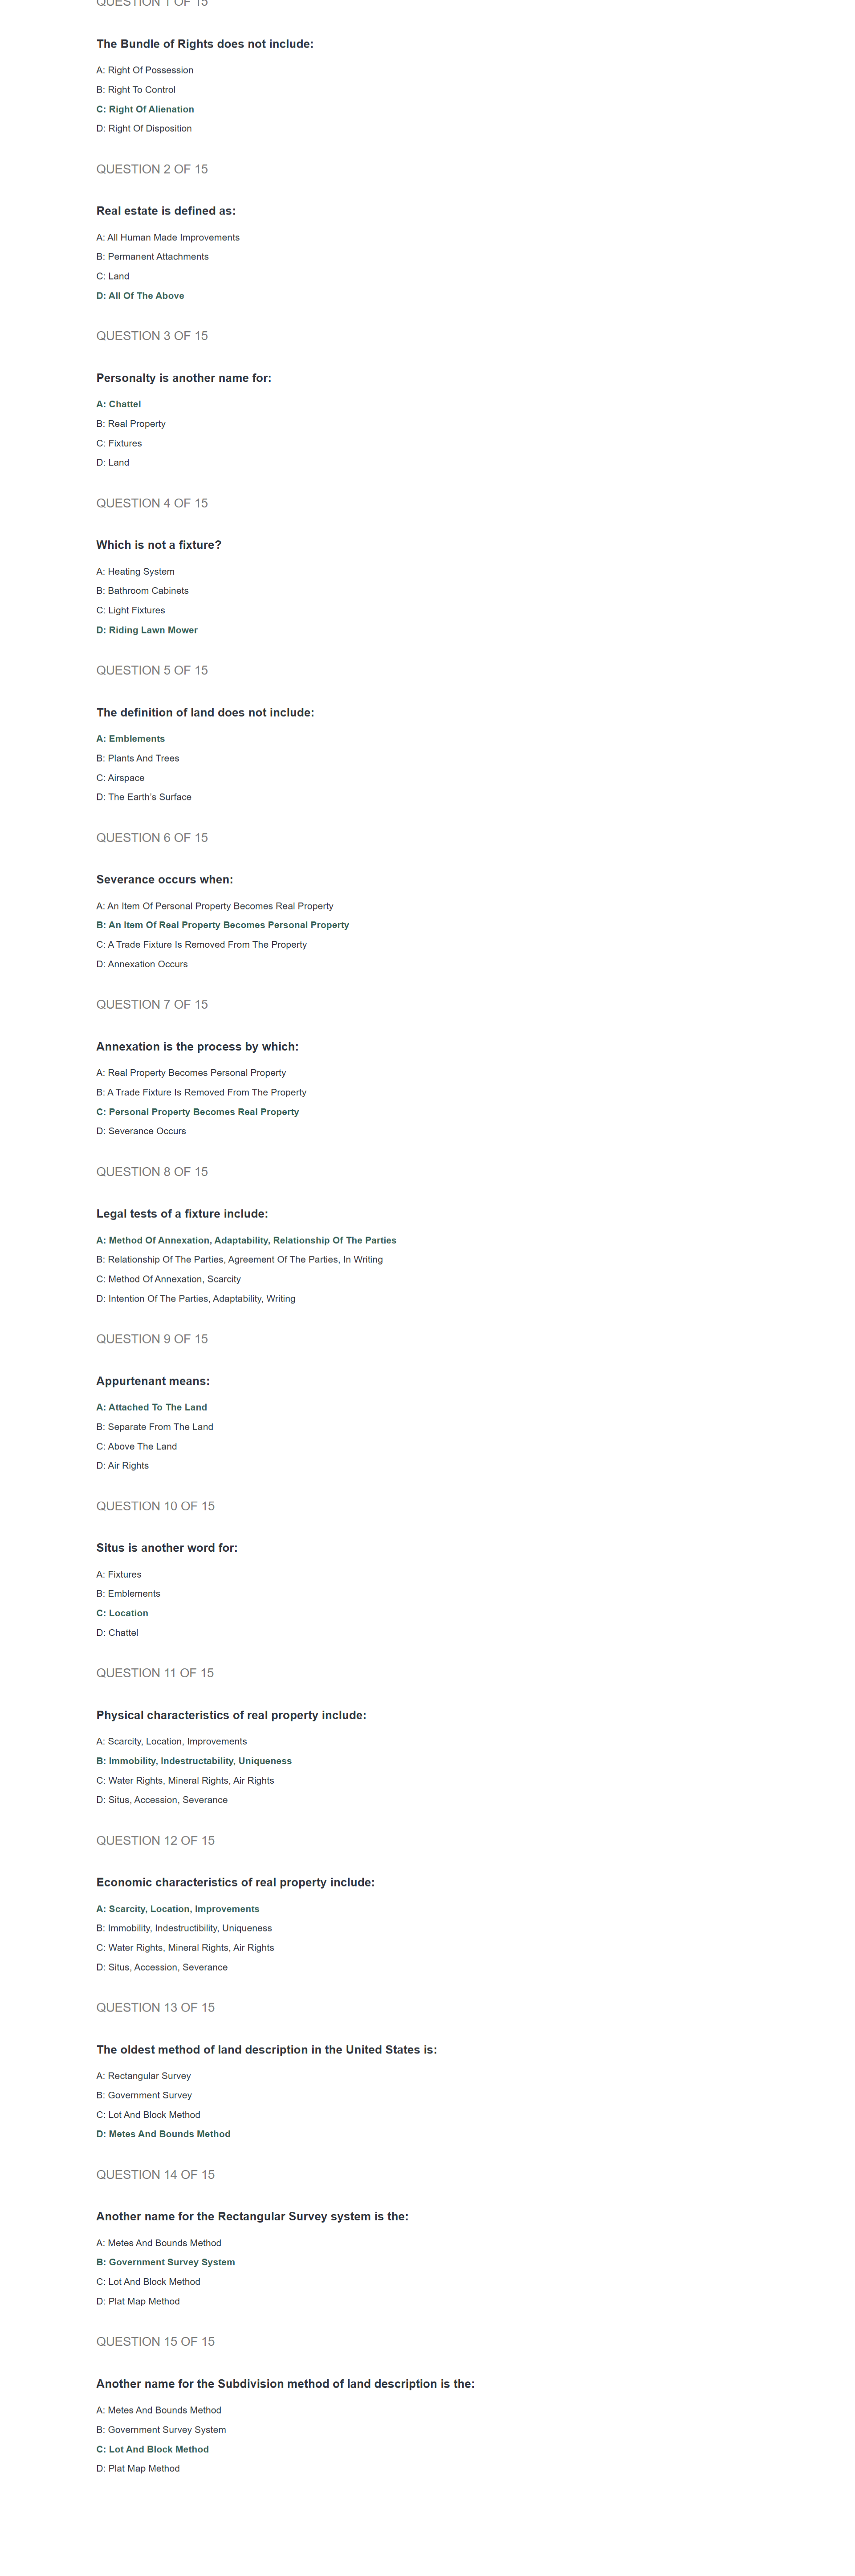 QUESTION 1 OF 15
The Bundle of Rights does not include:
A: Right Of Possession
B: Right To Control
C: Right Of Alienation
D: Right Of Disposition
QUESTION 2 OF 15
Real estate is defined as:
A: All Human Made Improvements
B: Permanent Attachments
C: Land
D: All Of The Above
QUESTION 3 OF 15
Personalty is another name for:
A: Chattel
B: Real Property
C: Fixtures
D: Land
QUESTION 4 OF 15
Which is not a fixture?
A: Heating System
B: Bathroom Cabinets
C: Light Fixtures
D: Riding Lawn Mower
QUESTION 5 OF 15
The definition of land does not include:
A: Emblements
B: Plants And Trees
C: Airspace
D: The Earth's Surface
QUESTION 6 OF 15
Severance occurs when:
A: An Item Of Personal Property Becomes Real Property
B: An Item Of Real Property Becomes Personal Property
C: A Trade Fixture Is Removed From The Property
D: Annexation Occurs
QUESTION 7 OF 15
Annexation is the process by which:
A: Real Property Becomes Personal Property
B: A Trade Fixture Is Removed From The Property
C: Personal Property Becomes Real Property
D: Severance Occurs
QUESTION 8 OF 15
Legal tests of a fixture include:
A: Method Of Annexation, Adaptability, Relationship Of The Parties
B: Relationship Of The Parties, Agreement Of The Parties, In Writing
C: Method Of Annexation, Scarcity
D: Intention Of The Parties, Adaptability, Writing
QUESTION 9 OF 15
Appurtenant means:
A: Attached To The Land
B: Separate From The Land
C: Above The Land
D: Air Rights
QUESTION 10 OF 15
Situs is another word for:
A: Fixtures
B: Emblements
C: Location
D: Chattel
QUESTION 11 OF 15
Physical characteristics of real property include:
A: Scarcity, Location, Improvements
B: Immobility, Indestructability, Uniqueness
C: Water Rights, Mineral Rights, Air Rights
D: Situs, Accession, Severance
QUESTION 12 OF 15
Economic characteristics of real property include:
A: Scarcity, Location, Improvements
B: Immobility, Indestructibility, Uniqueness
C: Water Rights, Mineral Rights, Air Rights
D: Situs, Accession, Severance
QUESTION 13 OF 15
The oldest method of land description in the United States is:
A: Rectangular Survey
B: Government Survey
C: Lot And Block Method
D: Metes And Bounds Method
QUESTION 14 OF 15
Another name for the Rectangular Survey system is the:
A: Metes And Bounds Method
B: Government Survey System
C: Lot And Block Method
D: Plat Map Method
QUESTION 15 OF 15
Another name for the Subdivision method of land description is the:
A: Metes And Bounds Method
B: Government Survey System
C: Lot And Block Method
D: Plat Map Method